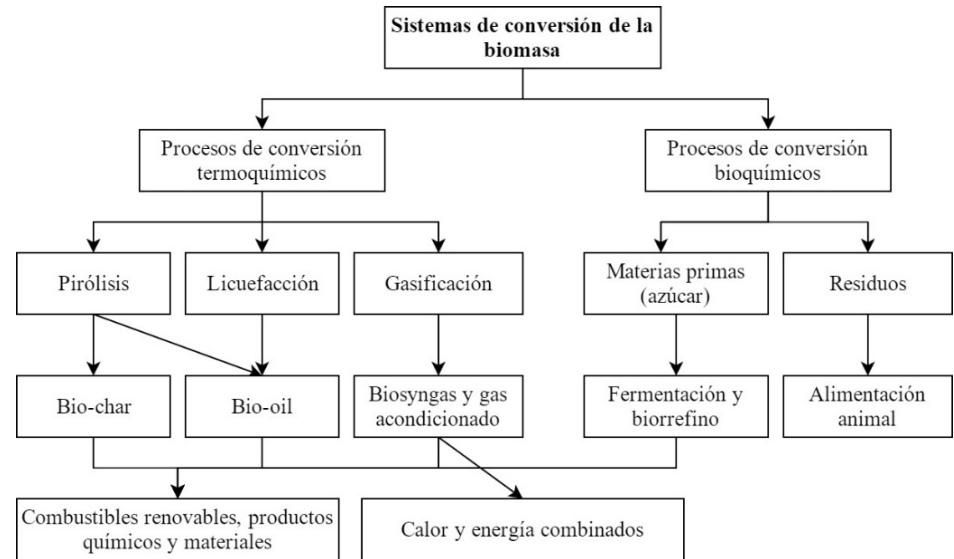 Sistemas de conversión de la
biomasa
Procesos de conversión
termoquímicos
Procesos de conversión
bioquímicos
Pirólisis
Licuefacción
Gasificación
Materias primas
(azúcar)
Residuos
Bio-char
Bio-oil
Biosyngas y gas
acondicionado
Fermentación y
biorrefino
Alimentación
animal
Combustibles renovables, productos
químicos y materiales
Calor y energía combinados